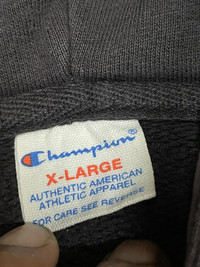 Champion®
X-LARGE
AUTHENTIC AMERICAN
ATHLETIC APPAREL
FOR CARE SEE REVERSE